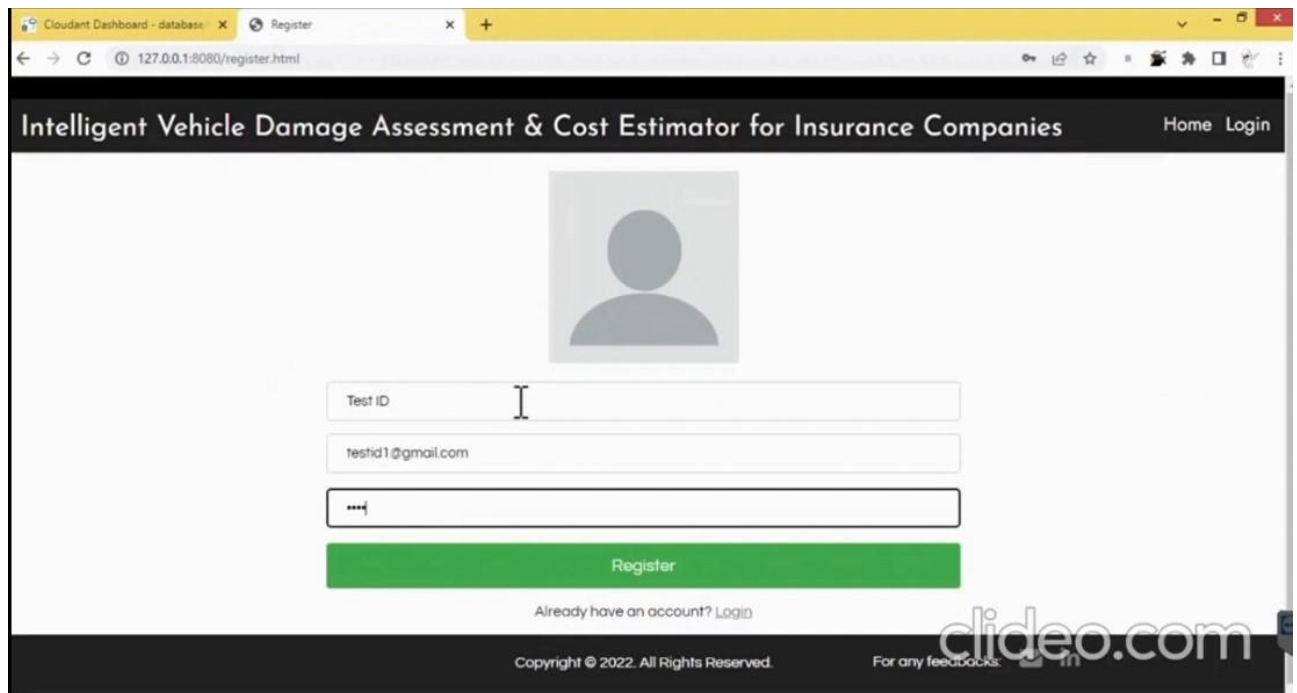 Cloudant Dashboard - database
Register
127.0.0.1:8080/register.html
Intelligent Vehicle Damage Assessment & Cost Estimator for Insurance Companies
Home Login
Test ID
testid1@gmail.com
••••
Register
Already have an account? Login
clideo.com
Copyright © 2022. All Rights Reserved.
For any feedbacks: in